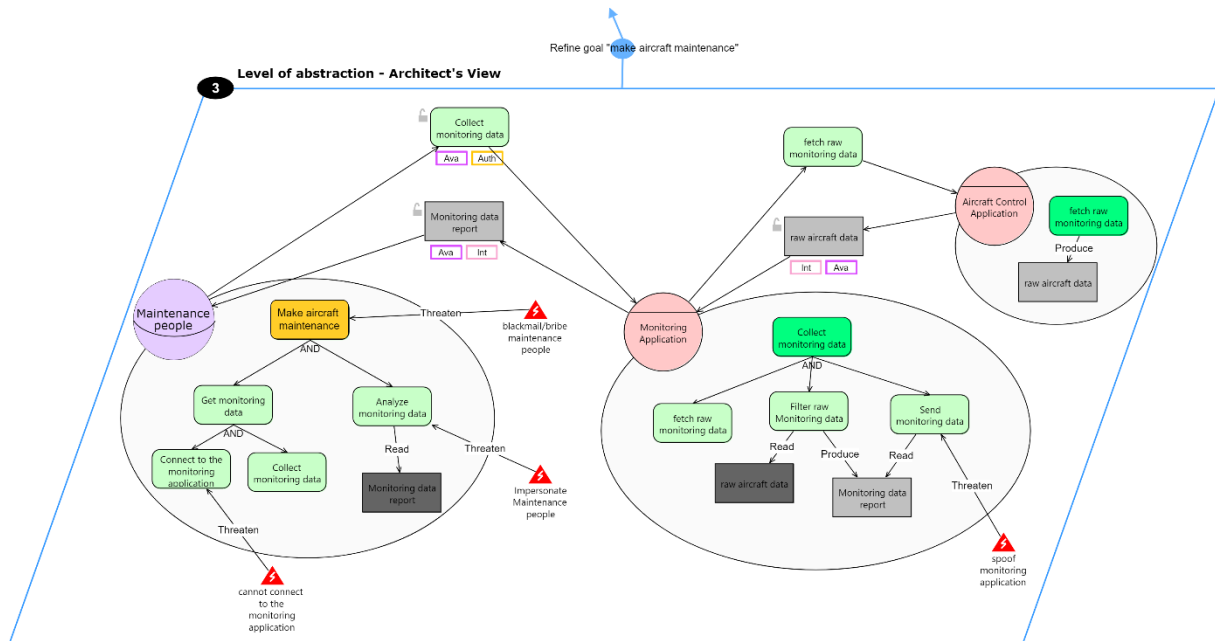 Refine goal "make aircraft maintenance"
3
Level of abstraction - Architect's View
Collect
monitoring data
Ava
Auth
Monitoring data
report
Ava
Int
fetch raw
monitoring data
raw aircraft data
Int
Ava
Aircraft Control
Application
fetch raw
monitoring data
Produce
raw aircraft data
Maintenance
people
Make aircraft
maintenance
AND
Threaten
blackmail/bribe
maintenance
people
Get monitoring
data
AND
Analyze
monitoring data
Read
Threaten
Connect to the
monitoring
application
Collect
monitoring data
Monitoring data
report
Impersonate
Maintenance
people
Threaten
cannot connect
to the
monitoring
application
Monitoring
Application
Collect
monitoring data
AND
fetch raw
monitoring data
Filter raw
Monitoring data
Send
monitoring data
Read
Produce
Read
raw aircraft data
Monitoring data
report
Threaten
spoof
monitoring
application